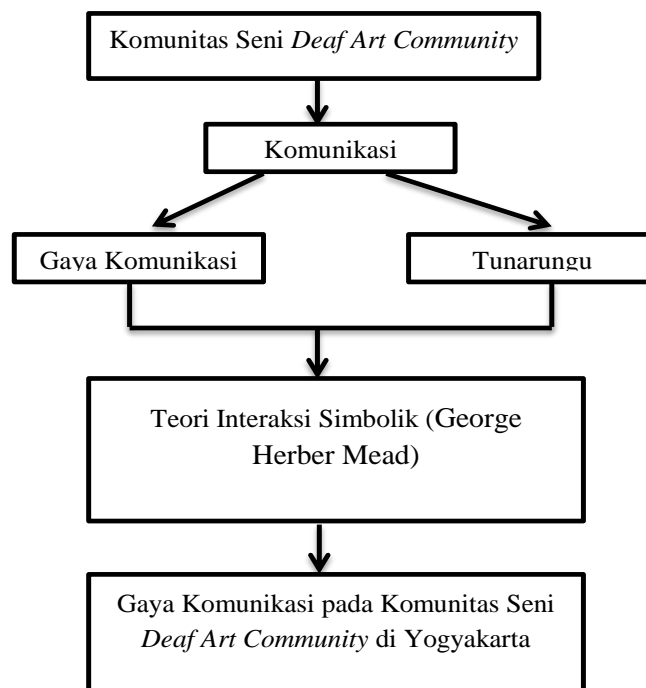 Komunitas Seni Deaf Art Community
Komunikasi
Gaya Komunikasi
Tunarungu
Teori Interaksi Simbolik (George
Herber Mead)
Gaya Komunikasi pada Komunitas Seni
Deaf Art Community di Yogyakarta